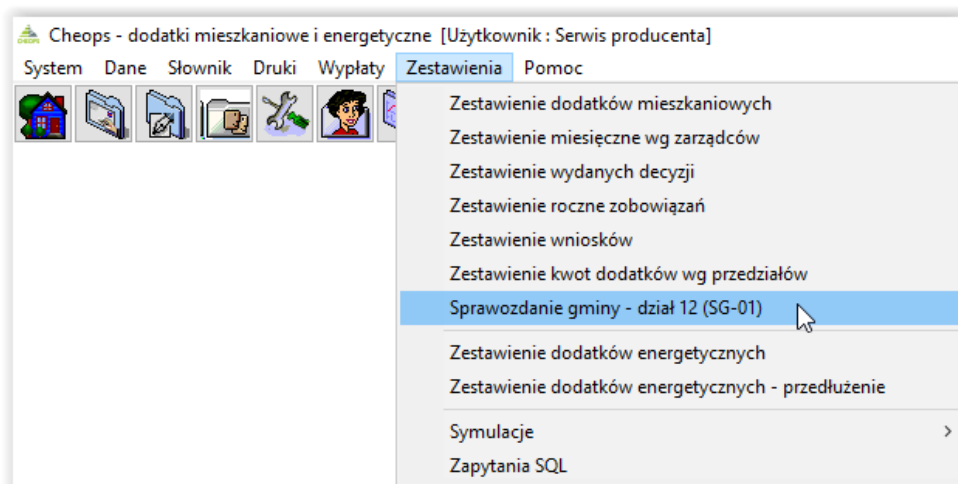 Cheops - dodatki mieszkaniowe i energetyczne [Użytkownik : Serwis producenta]
System Dane Słownik Druki Wypłaty Zestawienia Pomoc
Zestawienie dodatków mieszkaniowych
Zestawienie miesięczne wg zarządców
Zestawienie wydanych decyzji
Zestawienie roczne zobowiązań
Zestawienie wniosków
Zestawienie kwot dodatków wg przedziałów
Sprawozdanie gminy - dział 12 (SG-01)
Zestawienie dodatków energetycznych
Zestawienie dodatków energetycznych - przedłużenie
Symulacje
Zapytania SQL